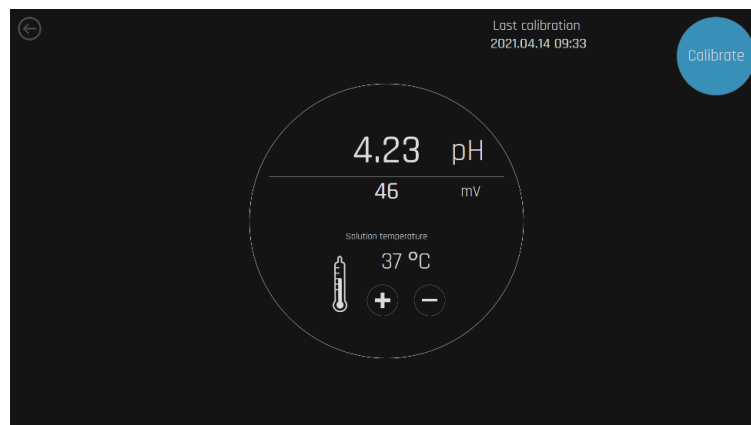 Last calibration
2021.04.14 09:33
Calibrate
4.23 pH
46 mV
Solution temperature
37 °C